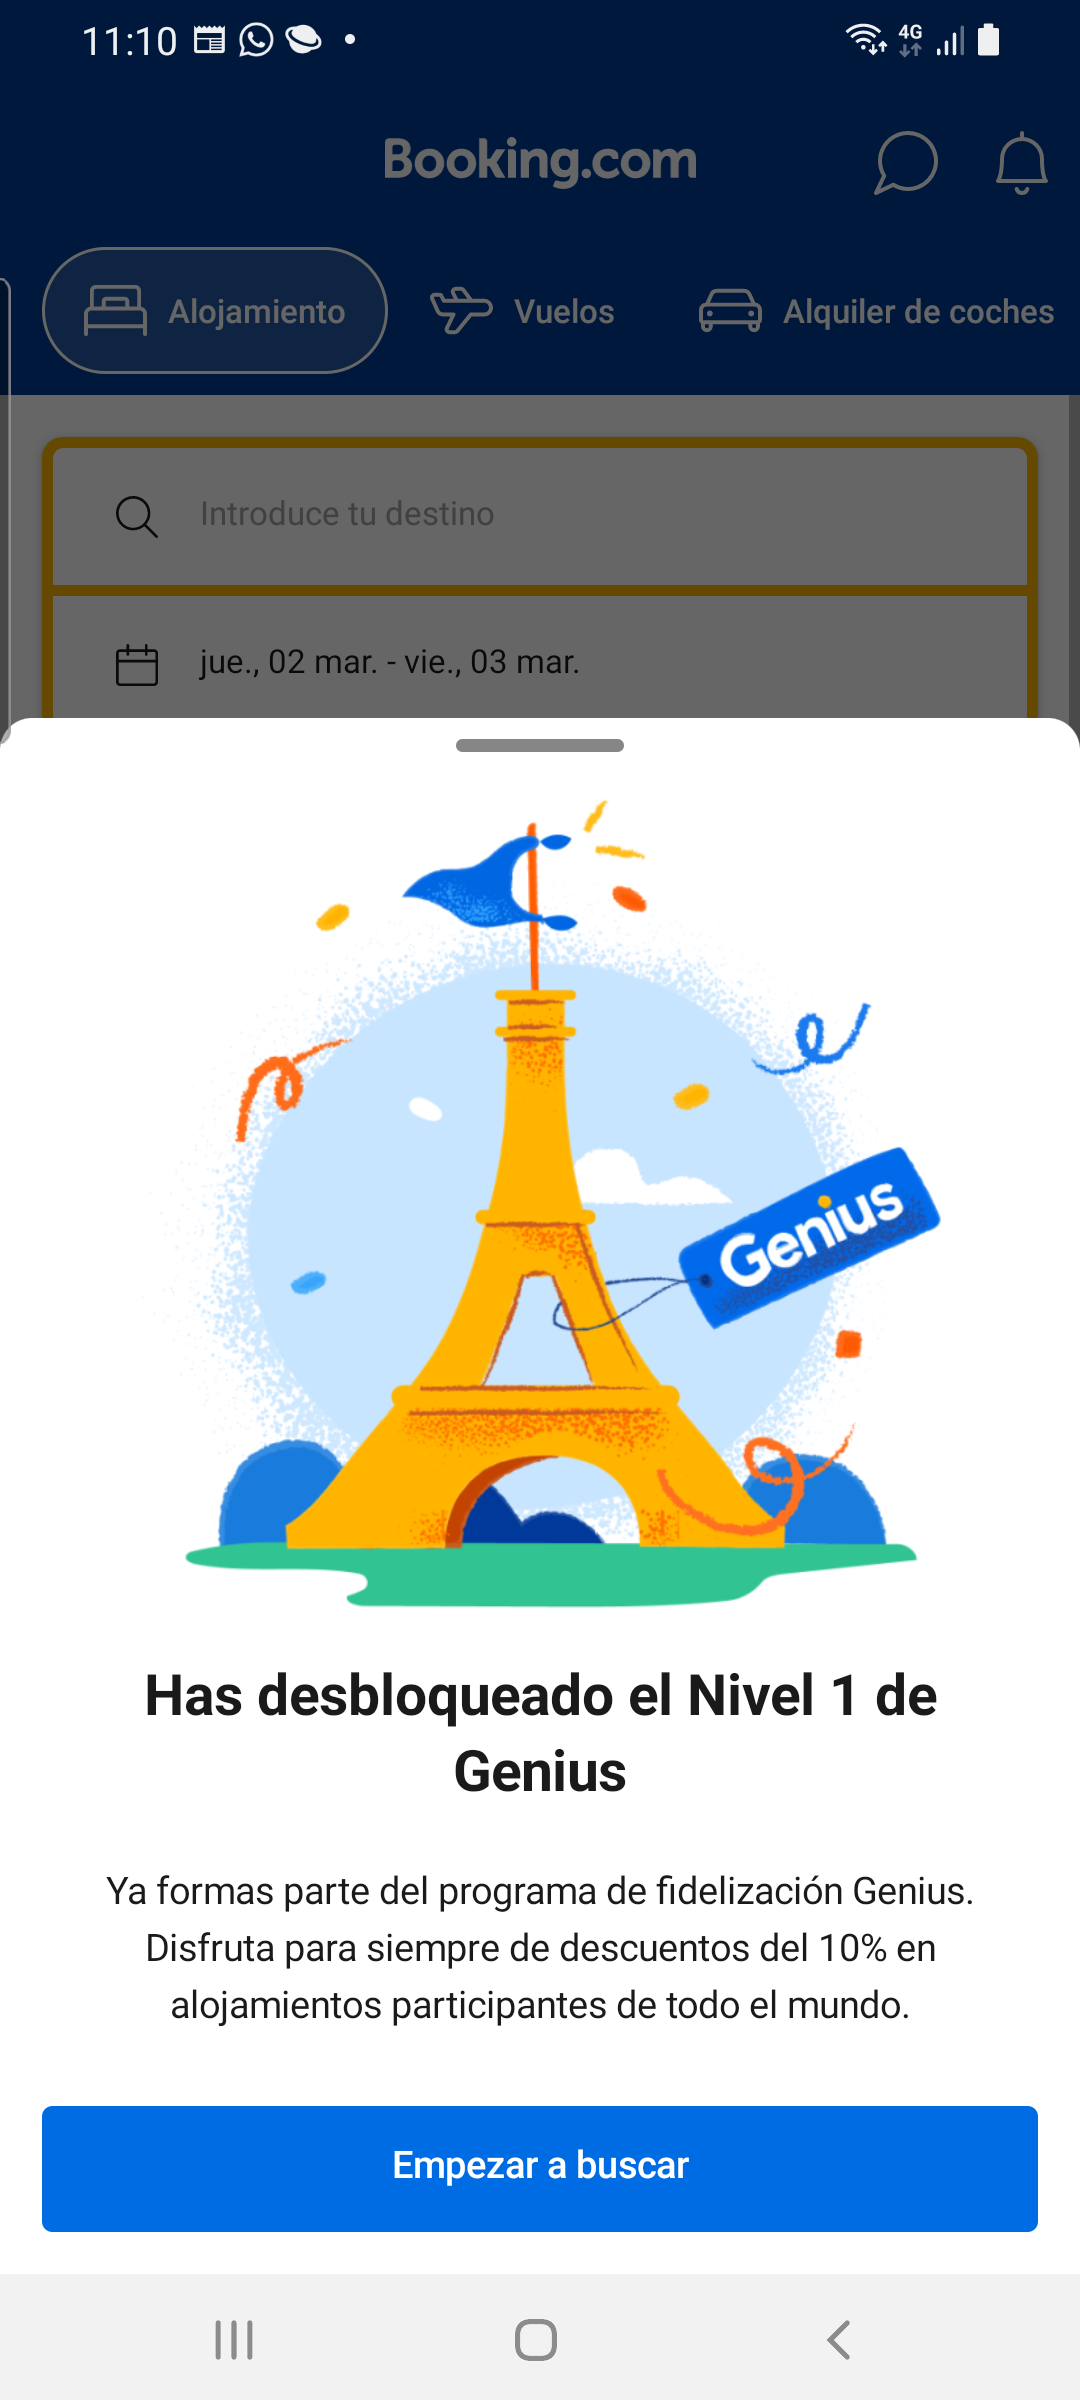 11:10
4G
Booking.com
Alojamiento
Vuelos
Alquiler de coches
Introduce tu destino
jue., 02 mar. - vie., 03 mar.
Genius
Has desbloqueado el Nivel 1 de
Genius
Ya formas parte del programa de fidelización Genius.
Disfruta para siempre de descuentos del 10% en
alojamientos participantes de todo el mundo.
Empezar a buscar